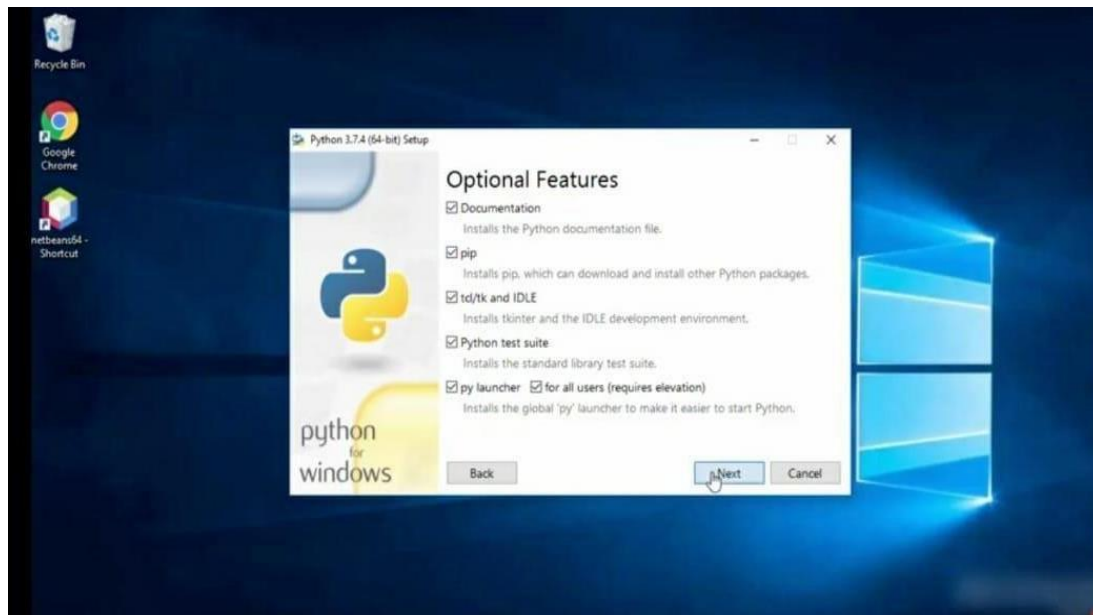 Recycle Bin
Google
Chrome
netbeans64 -
Shortcut
Python 3.7.4 (64-bit) Setup
Optional Features
Documentation
Installs the Python documentation file.
pip
Installs pip, which can download and install other Python packages.
tcl/tk and IDLE
Installs tkinter and the IDLE development environment.
Python test suite
Installs the standard library test suite.
py launcher for all users (requires elevation)
Installs the global 'py' launcher to make it easier to start Python.
python
for
windows
Back Next Cancel